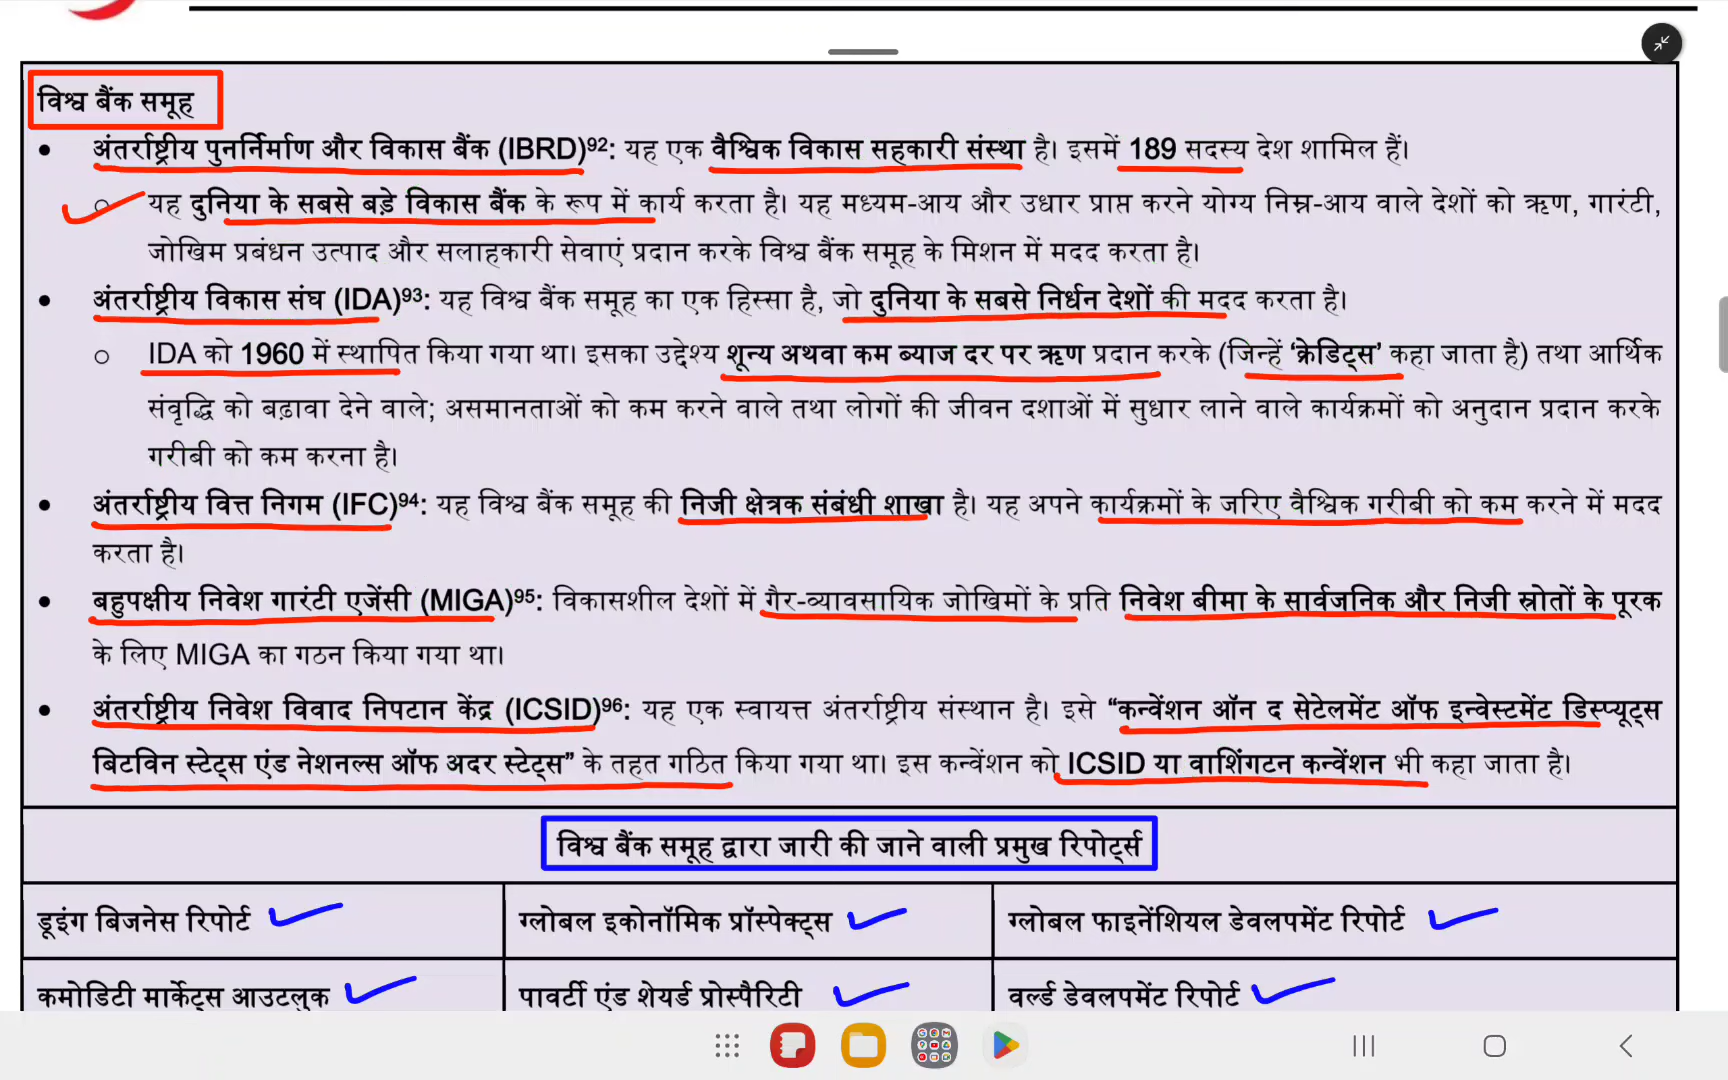 विश्व बैंक समूह
• अंतर्राष्ट्रीय पुनर्निर्माण और विकास बैंक (IBRD)⁹²: यह एक वैश्विक विकास सहकारी संस्था है। इसमें 189 सदस्य देश शामिल हैं।
○ यह दुनिया के सबसे बड़े विकास बैंक के रूप में कार्य करता है। यह मध्यम-आय और उधार प्राप्त करने योग्य निम्न-आय वाले देशों को ऋण, गारंटी,
जोखिम प्रबंधन उत्पाद और सलाहकारी सेवाएं प्रदान करके विश्व बैंक समूह के मिशन में मदद करता है।
• अंतर्राष्ट्रीय विकास संघ (IDA)⁹³: यह विश्व बैंक समूह का एक हिस्सा है, जो दुनिया के सबसे निर्धन देशों की मदद करता है।
○ IDA को 1960 में स्थापित किया गया था। इसका उद्देश्य शून्य अथवा कम ब्याज दर पर ऋण प्रदान करके (जिन्हें ‘क्रेडिट्स’ कहा जाता है) तथा आर्थिक
संवृद्धि को बढ़ावा देने वाले; असमानताओं को कम करने वाले तथा लोगों की जीवन दशाओं में सुधार लाने वाले कार्यक्रमों को अनुदान प्रदान करके
गरीबी को कम करना है।
• अंतर्राष्ट्रीय वित्त निगम (IFC)⁹⁴: यह विश्व बैंक समूह की निजी क्षेत्रक संबंधी शाखा है। यह अपने कार्यक्रमों के जरिए वैश्विक गरीबी को कम करने में मदद
करता है।
• बहुपक्षीय निवेश गारंटी एजेंसी (MIGA)⁹⁵: विकासशील देशों में गैर-व्यावसायिक जोखिमों के प्रति निवेश बीमा के सार्वजनिक और निजी स्रोतों के पूरक
के लिए MIGA का गठन किया गया था।
• अंतर्राष्ट्रीय निवेश विवाद निपटान केंद्र (ICSID)⁹⁶: यह एक स्वायत्त अंतर्राष्ट्रीय संस्थान है। इसे “कन्वेंशन ऑन द सेटेलमेंट ऑफ इन्वेस्टमेंट डिस्प्यूट्स
बिटविन स्टेट्स एंड नेशनल्स ऑफ अदर स्टेट्स” के तहत गठित किया गया था। इस कन्वेंशन को ICSID या वाशिंगटन कन्वेंशन भी कहा जाता है।
विश्व बैंक समूह द्वारा जारी की जाने वाली प्रमुख रिपोर्ट्स
डूइंग बिजनेस रिपोर्ट ग्लोबल इकोनॉमिक प्रॉस्पेक्ट्स ग्लोबल फाइनेंशियल डेवलपमेंट रिपोर्ट
कमोडिटी मार्केट्स आउटलुक पावर्टी एंड शेयर्ड प्रोस्पैरिटी वर्ल्ड डेवलपमेंट रिपोर्ट